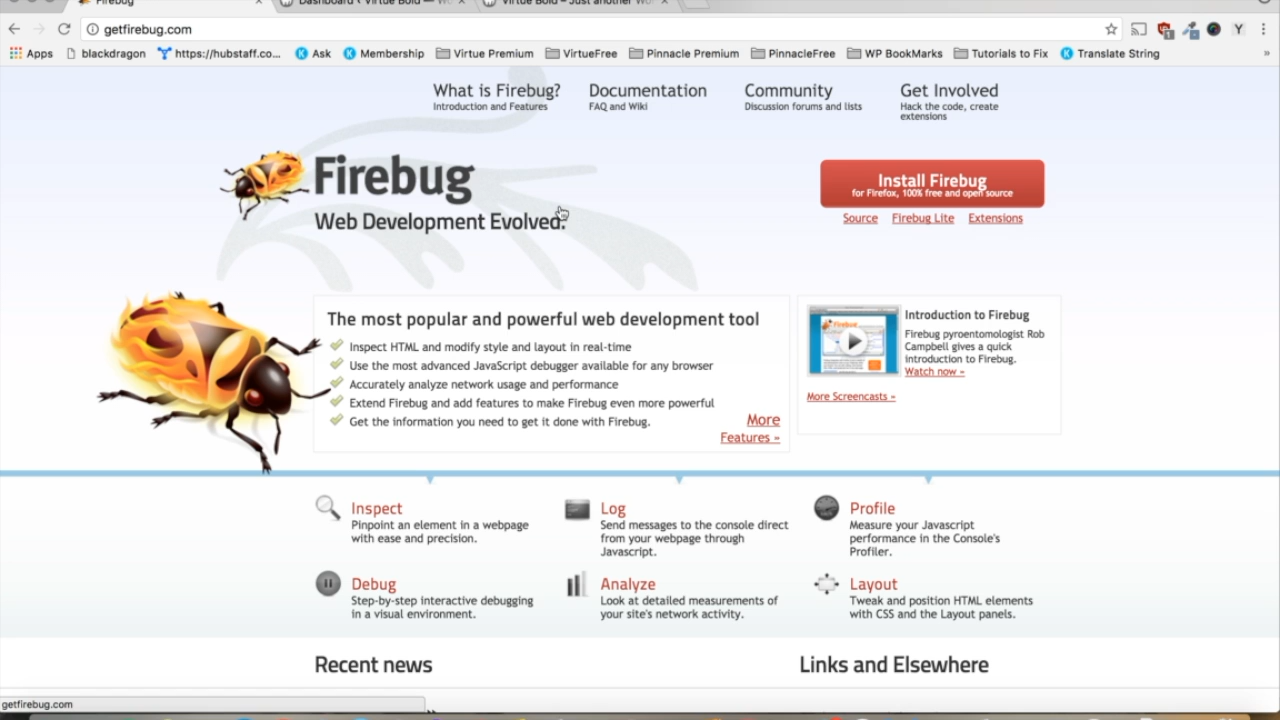 Firebug
Dashboard ‹ Virtue Bold — Wo
Virtue Bold – Just another Wor
getfirebug.com
Apps
blackdragon
https://hubstaff.co...
Ask
Membership
Virtue Premium
VirtueFree
Pinnacle Premium
PinnacleFree
WP BookMarks
Tutorials to Fix
Translate String
»
What is Firebug?
Introduction and Features
Documentation
FAQ and Wiki
Community
Discussion forums and lists
Get Involved
Hack the code, create
extensions
Firebug
Web Development Evolved.
Install Firebug
for Firefox, 100% free and open source
Source Firebug Lite Extensions
The most popular and powerful web development tool
Inspect HTML and modify style and layout in real-time
Use the most advanced JavaScript debugger available for any browser
Accurately analyze network usage and performance
Extend Firebug and add features to make Firebug even more powerful
Get the information you need to get it done with Firebug.
More
Features »
Introduction to Firebug
Firebug pyroentomologist Rob
Campbell gives a quick
introduction to Firebug.
Watch now »
More Screencasts »
Inspect
Pinpoint an element in a webpage
with ease and precision.
Log
Send messages to the console direct
from your webpage through
Javascript.
Profile
Measure your Javascript
performance in the Console's
Profiler.
Debug
Step-by-step interactive debugging
in a visual environment.
Analyze
Look at detailed measurements of
your site's network activity.
Layout
Tweak and position HTML elements
with CSS and the Layout panels.
Recent news
Links and Elsewhere
getfirebug.com